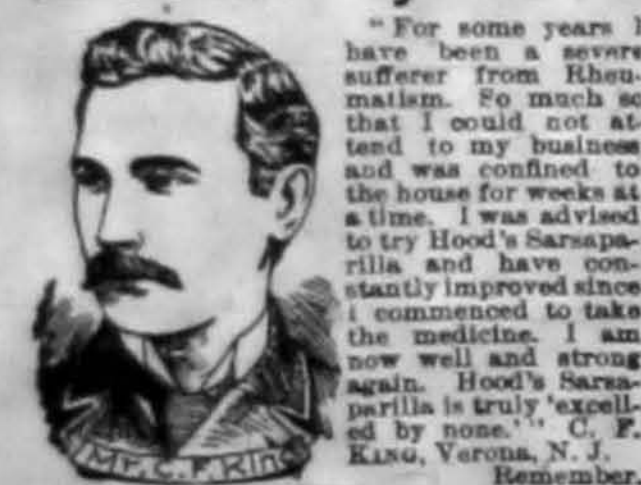 "For some years I
have been a severe
sufferer from Rheu-
matism. So much so
that I could not at-
tend to my business
and was confined to
the house for weeks at
a time. I was advised
to try Hood's Sarsapa-
rilla and have con-
stantly improved since
I commenced to take
the medicine. I am
now well and strong
again. Hood's Sarsa-
parilla is truly 'excell-
ed by none.'" C. F.
KING, Verona, N. J.
Remember,
Mr. C. F. King